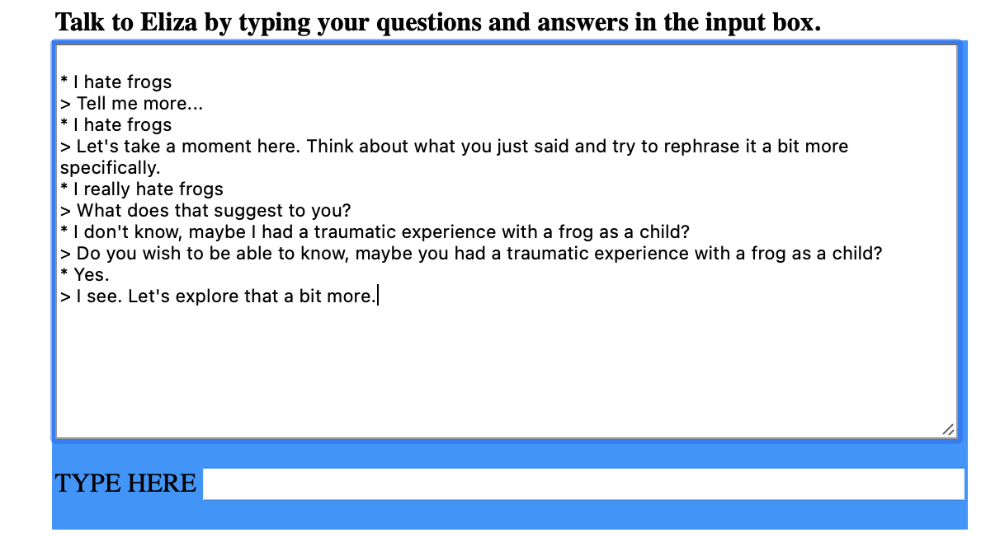 Talk to Eliza by typing your questions and answers in the input box.
* I hate frogs
> Tell me more...
* I hate frogs
> Let's take a moment here. Think about what you just said and try to rephrase it a bit more
specifically.
* I really hate frogs
> What does that suggest to you?
* I don't know, maybe I had a traumatic experience with a frog as a child?
> Do you wish to be able to know, maybe you had a traumatic experience with a frog as a child?
* Yes.
> I see. Let's explore that a bit more.
TYPE HERE